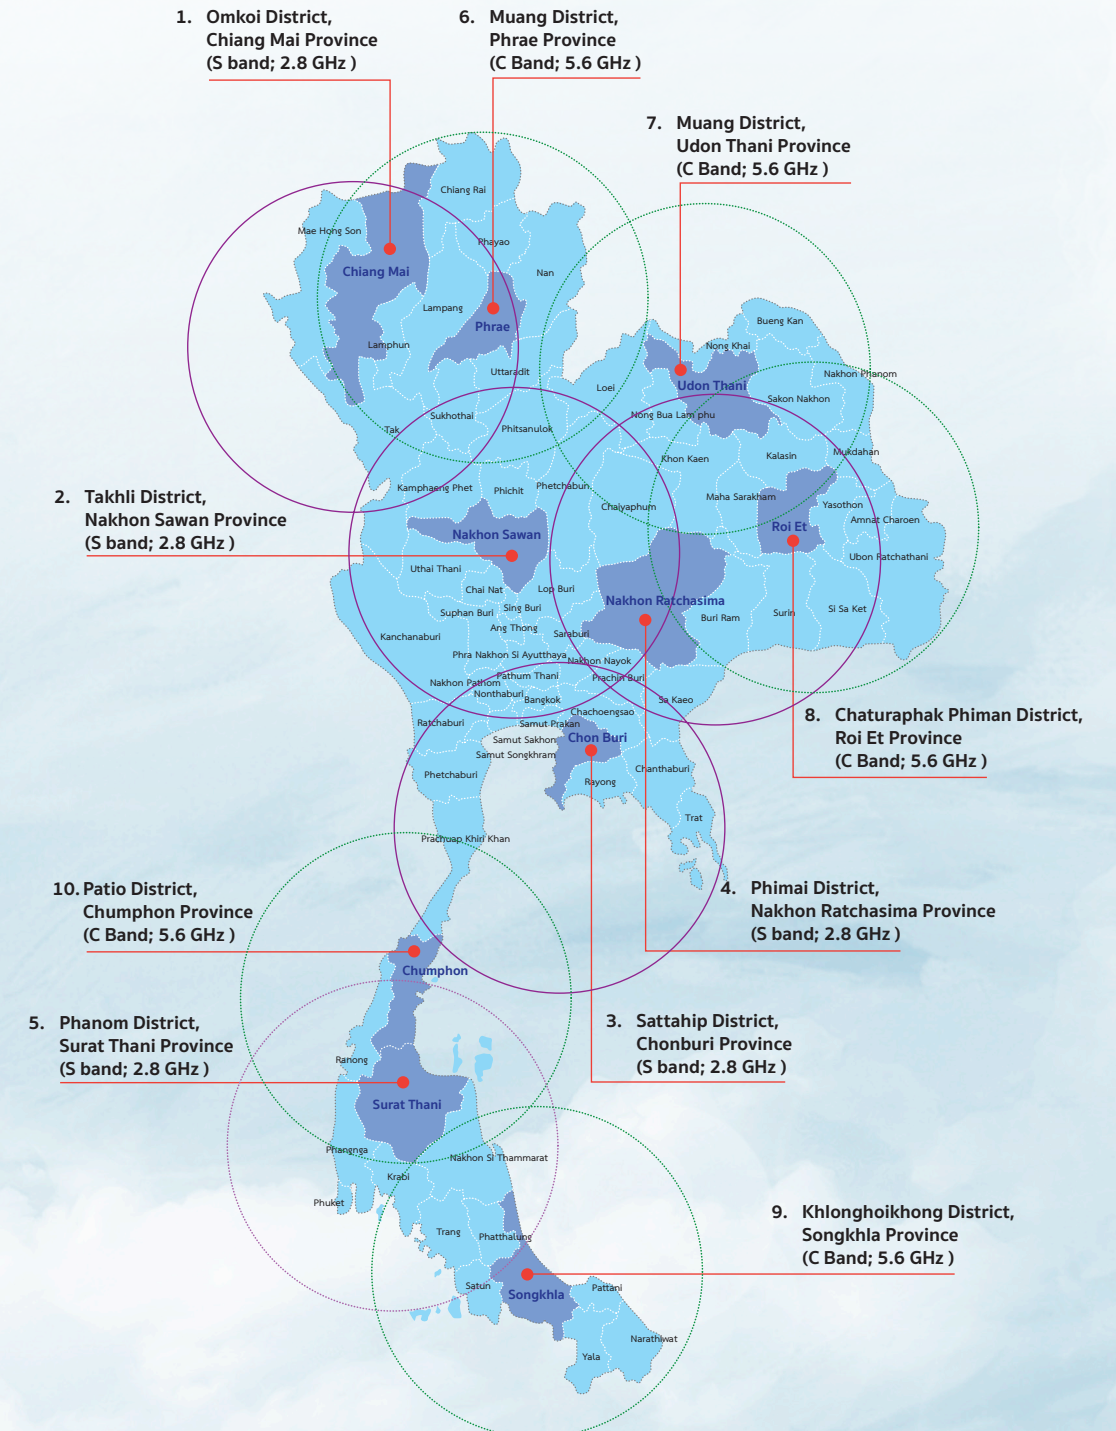 1. Omkoi District,
Chiang Mai Province
(S band; 2.8 GHz )
6. Muang District,
Phrae Province
(C Band; 5.6 GHz )
7. Muang District,
Udon Thani Province
(C Band; 5.6 GHz )
Chiang Rai
Mae Hong Son
Phayao
Chiang Mai
Nan
Lampang
Phrae
Bueng Kan
Lamphun
Nong Khai
Uttaradit
Nakhon Phanom
Loei
Udon Thani
Sakon Nakhon
Sukhothai
Nong Bua Lam phu
Tak
Phitsanulok
Mukdahan
Khon Kaen
Kalasin
Kamphaeng Phet
Phichit
Phetchabun
2. Takhli District,
Nakhon Sawan Province
(S band; 2.8 GHz )
Maha Sarakham
Chaiyaphum
Yasothon
Amnat Charoen
Roi Et
Nakhon Sawan
Ubon Ratchathani
Uthai Thani
Chai Nat
Lop Buri
Nakhon Ratchasima
Sing Buri
Suphan Buri
Si Sa Ket
Surin
Buri Ram
Ang Thong
Saraburi
Kanchanaburi
Phra Nakhon Si Ayutthaya
Nakhon Nayok
Pathum Thani
Prachin Buri
Nakhon Pathom
Nonthaburi
Bangkok
Sa Kaeo
Chachoengsao
Ratchaburi
Samut Prakan
Chon Buri
Samut Sakhon
Samut Songkhram
8. Chaturaphak Phiman District,
Roi Et Province
(C Band; 5.6 GHz )
Phetchaburi
Chanthaburi
Rayong
Trat
Prachuap Khiri Khan
10. Patio District,
Chumphon Province
(C Band; 5.6 GHz )
4. Phimai District,
Nakhon Ratchasima Province
(S band; 2.8 GHz )
Chumphon
5. Phanom District,
Surat Thani Province
(S band; 2.8 GHz )
3. Sattahip District,
Chonburi Province
(S band; 2.8 GHz )
Ranong
Surat Thani
Phangnga
Nakhon Si Thammarat
Krabi
Phuket
Trang
Phatthalung
9. Khlonghoikhong District,
Songkhla Province
(C Band; 5.6 GHz )
Satun
Songkhla
Pattani
Narathiwat
Yala